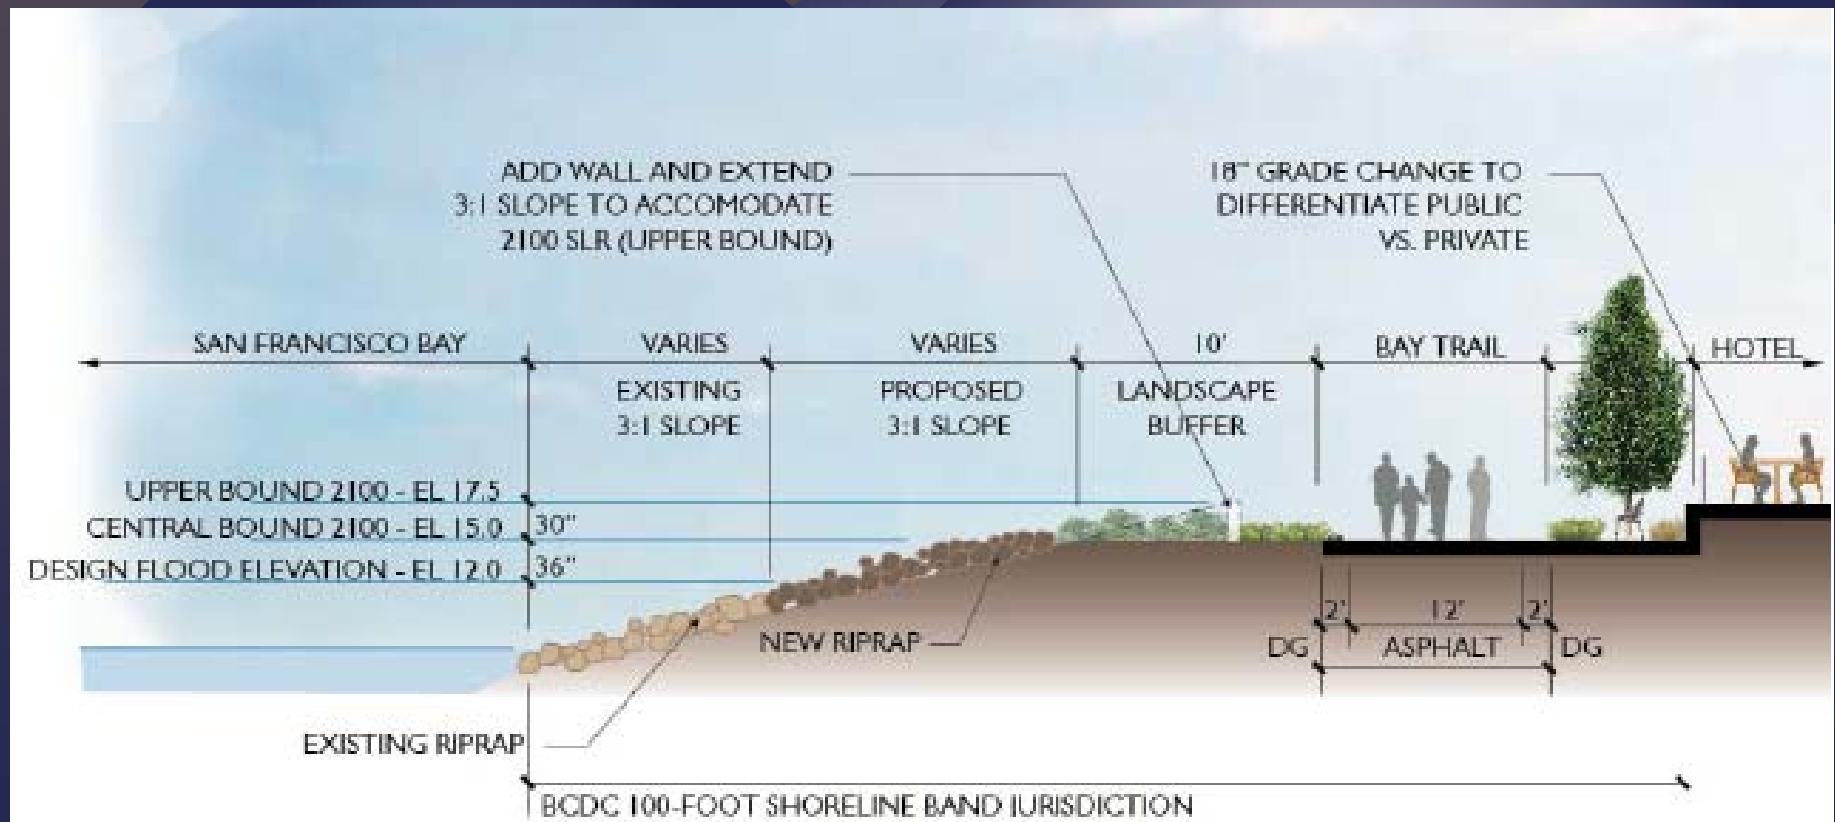 ADD WALL AND EXTEND
3:1 SLOPE TO ACCOMODATE
2100 SLR (UPPER BOUND)
18" GRADE CHANGE TO
DIFFERENTIATE PUBLIC
VS. PRIVATE
SAN FRANCISCO BAY
VARIES
VARIES
10'
BAY TRAIL
HOTEL
EXISTING
3:1 SLOPE
PROPOSED
3:1 SLOPE
LANDSCAPE
BUFFER
UPPER BOUND 2100 - EL 17.5
CENTRAL BOUND 2100 - EL 15.0
30"
DESIGN FLOOD ELEVATION - EL 12.0
36"
2'
12'
2'
NEW RIPRAP
DG
ASPHALT
DG
EXISTING RIPRAP
BCDC 100-FOOT SHORELINE BAND JURISDICTION